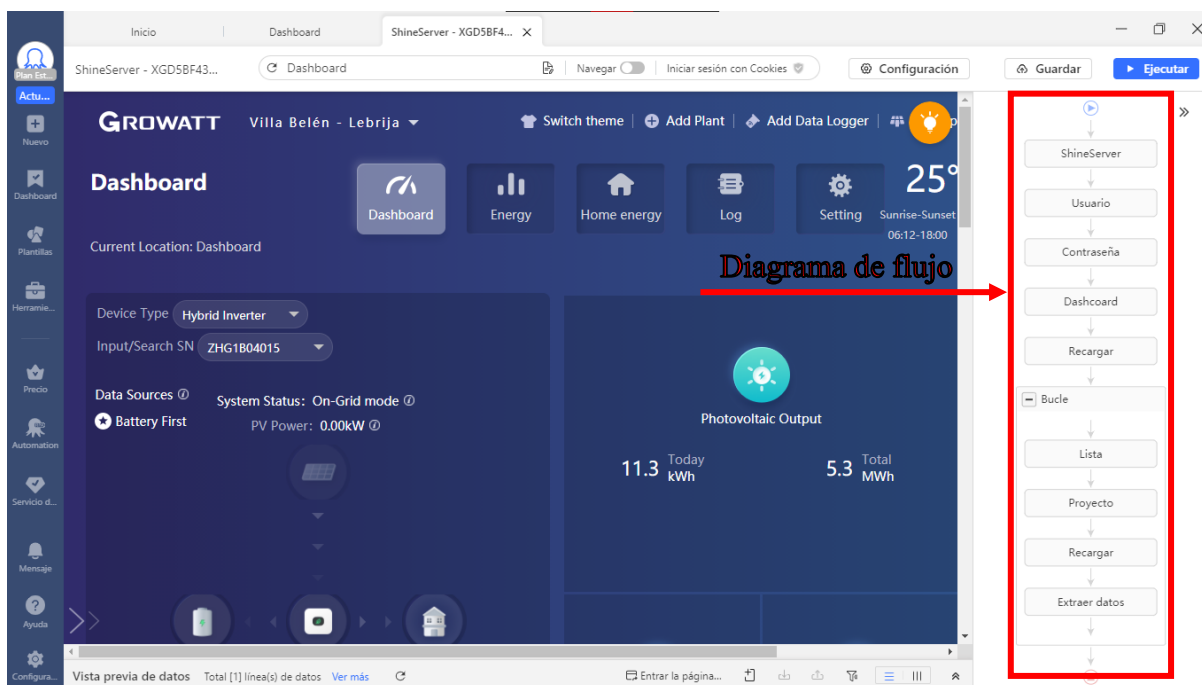 Inicio
Dashboard
ShineServer - XGD5BF4...
Plan Est...
ShineServer - XGD5BF43...
Dashboard
Navegar
Iniciar sesión con Cookies
Configuración
Guardar
Ejecutar
Actu...
Nuevo
Dashboard
Plantillas
Herramie...
Precio
Automation
Servicio d...
Mensaje
Ayuda
Configura...
GROWATT
Villa Belén - Lebrija
Switch theme
Add Plant
Add Data Logger
Dashboard
Dashboard
Energy
Home energy
Log
Setting
25°
Sunrise-Sunset
06:12-18:00
Current Location: Dashboard
Diagrama de flujo
Device Type
Hybrid Inverter
Input/Search SN
ZHG1B04015
Data Sources
System Status: On-Grid mode
Battery First
PV Power: 0.00kW
Photovoltaic Output
11.3 Today kWh
5.3 Total MWh
ShineServer
Usuario
Contraseña
Dashcoard
Recargar
Bucle
Lista
Proyecto
Recargar
Extraer datos
Vista previa de datos
Total [1] línea(s) de datos
Ver más
Entrar la página...